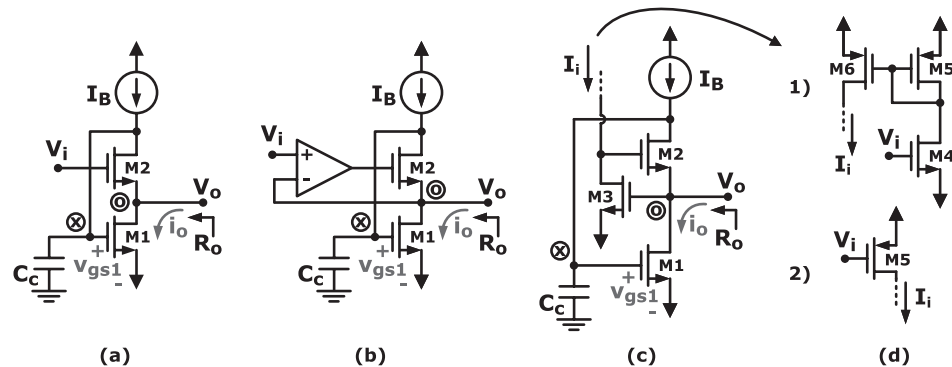 I_B
V_i
M2
V_o
O
X
i_o
R_o
M1
C_c
+
v_gs1
-
(a)
I_B
V_i
+
-
M2
V_o
O
X
i_o
R_o
M1
C_c
+
v_gs1
-
(b)
I_i
I_B
M2
M3
V_o
O
X
i_o
R_o
M1
C_c
+
v_gs1
-
(c)
1)
M6
M5
I_i
V_i
M4
2)
V_i
M5
I_i
(d)